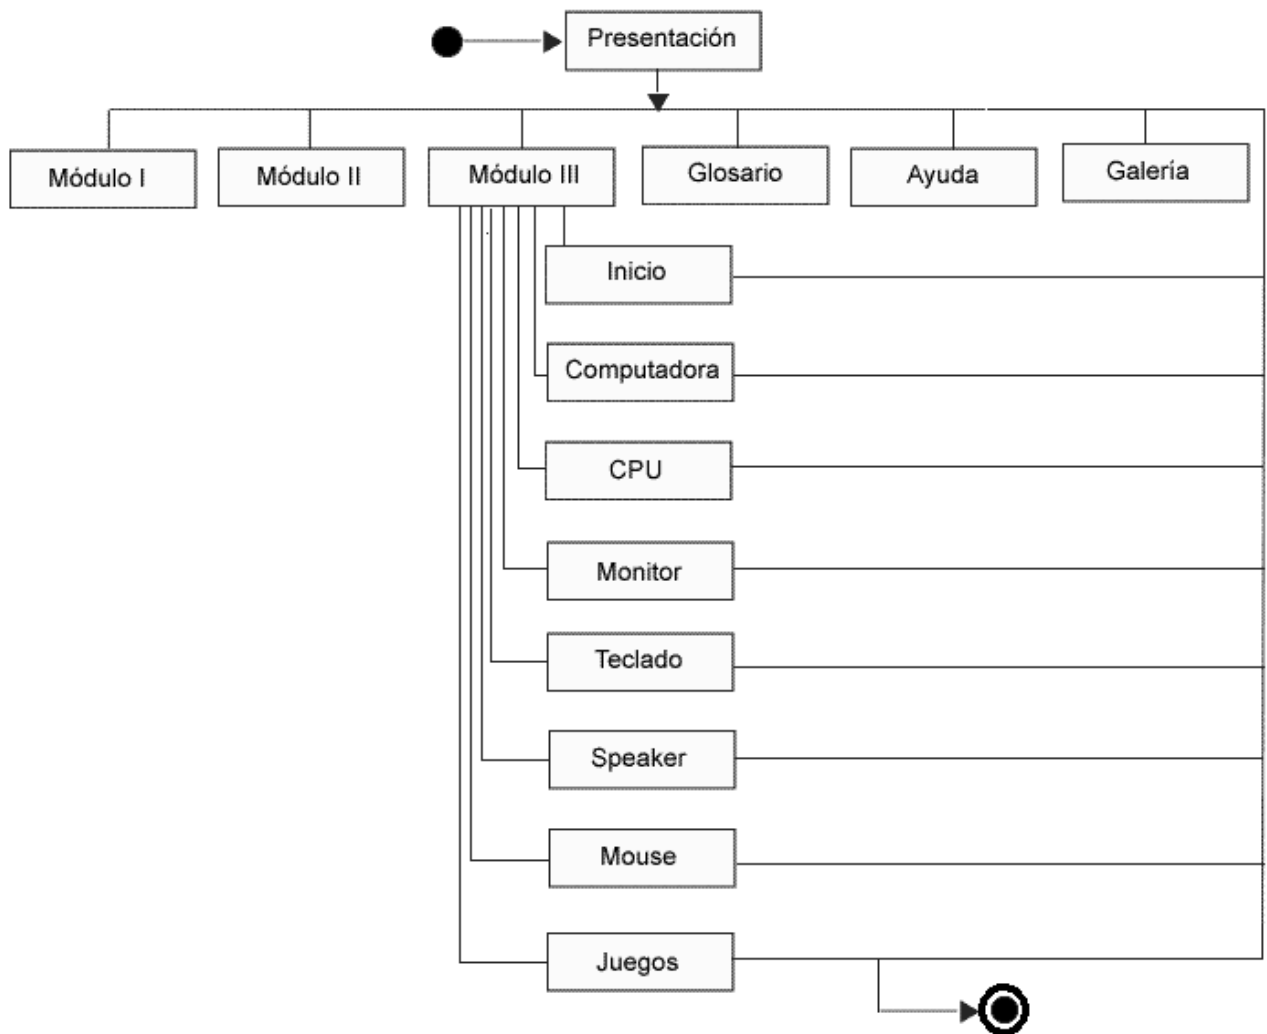 Presentación
Módulo I
Módulo II
Módulo III
Glosario
Ayuda
Galería
Inicio
Computadora
CPU
Monitor
Teclado
Speaker
Mouse
Juegos